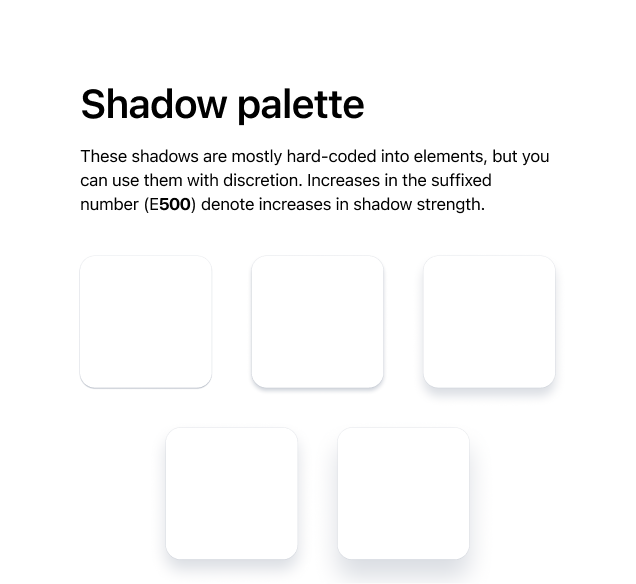 Shadow palette
These shadows are mostly hard-coded into elements, but you
can use them with discretion. Increases in the suffixed
number (E500) denote increases in shadow strength.